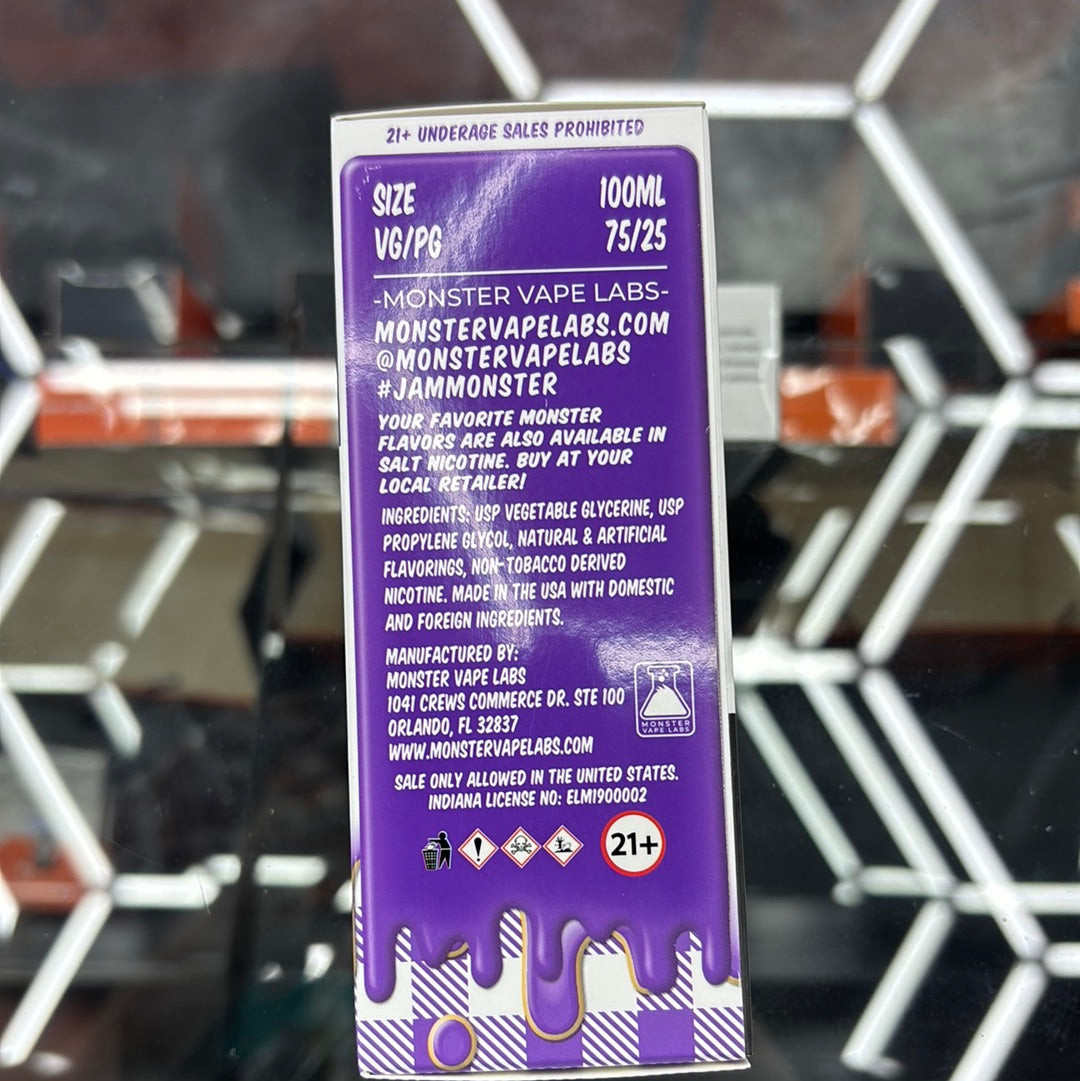 21+ UNDERAGE SALES PROHIBITED
SIZE 100ML
VG/PG 75/25
-MONSTER VAPE LABS-
MONSTERVAPELABS.COM
@MONSTERVAPELABS
#JAMMONSTER
YOUR FAVORITE MONSTER
FLAVORS ARE ALSO AVAILABLE IN
SALT NICOTINE. BUY AT YOUR
LOCAL RETAILER!
INGREDIENTS: USP VEGETABLE GLYCERINE, USP
PROPYLENE GLYCOL, NATURAL & ARTIFICIAL
FLAVORINGS, NON-TOBACCO DERIVED
NICOTINE. MADE IN THE USA WITH DOMESTIC
AND FOREIGN INGREDIENTS.
MANUFACTURED BY:
MONSTER VAPE LABS
1041 CREWS COMMERCE DR. STE 100
ORLANDO, FL 32837
WWW.MONSTERVAPELABS.COM
MONSTER
VAPE LABS
SALE ONLY ALLOWED IN THE UNITED STATES.
INDIANA LICENSE NO: ELM1900002
21+